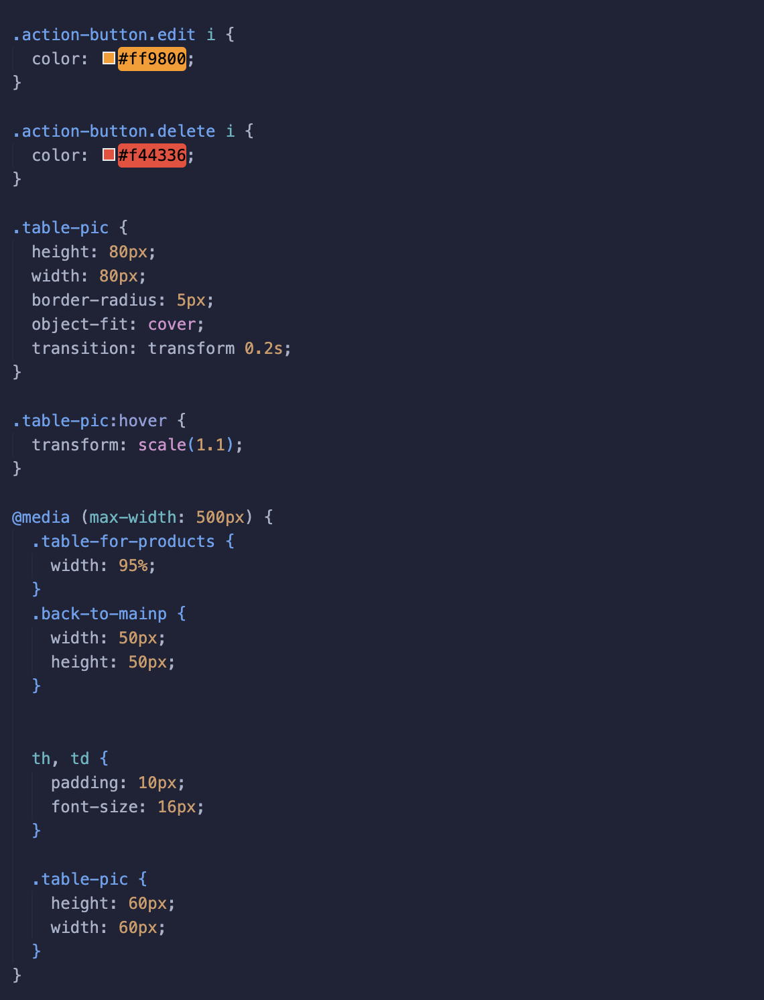 .action-button.edit i {
  color: #ff9800;
}

.action-button.delete i {
  color: #f44336;
}

.table-pic {
  height: 80px;
  width: 80px;
  border-radius: 5px;
  object-fit: cover;
  transition: transform 0.2s;
}

.table-pic:hover {
  transform: scale(1.1);
}

@media (max-width: 500px) {
  .table-for-products {
    width: 95%;
  }
  .back-to-mainp {
    width: 50px;
    height: 50px;
  }


  th, td {
    padding: 10px;
    font-size: 16px;
  }

  .table-pic {
    height: 60px;
    width: 60px;
  }
}